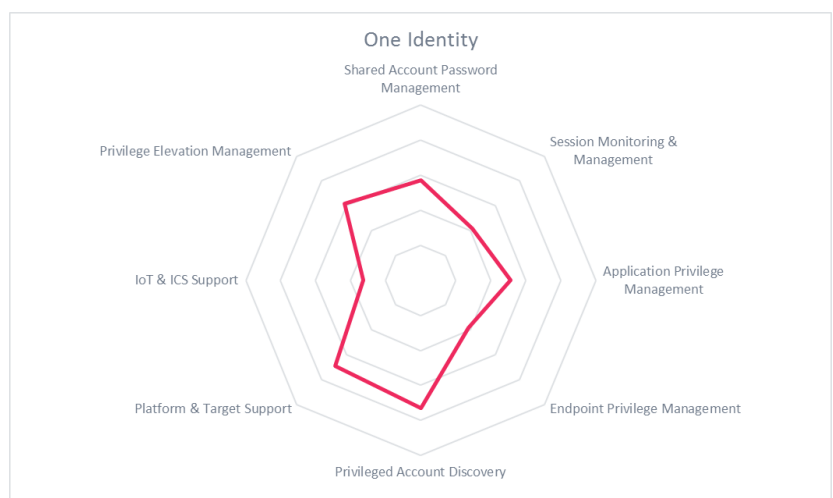 One Identity
Shared Account Password
Management
Session Monitoring &
Management
Privilege Elevation Management
Application Privilege
Management
IoT & ICS Support
Endpoint Privilege Management
Platform & Target Support
Privileged Account Discovery